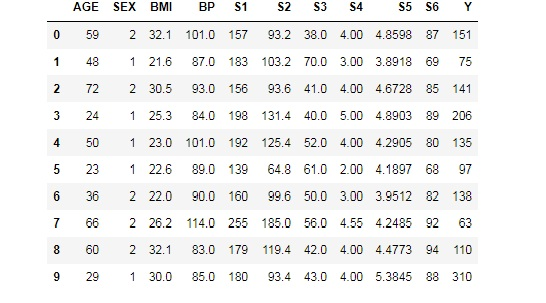 AGE SEX BMI BP S1 S2 S3 S4 S5 S6 Y
0 59 2 32.1 101.0 157 93.2 38.0 4.00 4.8598 87 151
1 48 1 21.6 87.0 183 103.2 70.0 3.00 3.8918 69 75
2 72 2 30.5 93.0 156 93.6 41.0 4.00 4.6728 85 141
3 24 1 25.3 84.0 198 131.4 40.0 5.00 4.8903 89 206
4 50 1 23.0 101.0 192 125.4 52.0 4.00 4.2905 80 135
5 23 1 22.6 89.0 139 64.8 61.0 2.00 4.1897 68 97
6 36 2 22.0 90.0 160 99.6 50.0 3.00 3.9512 82 138
7 66 2 26.2 114.0 255 185.0 56.0 4.55 4.2485 92 63
8 60 2 32.1 83.0 179 119.4 42.0 4.00 4.4773 94 110
9 29 1 30.0 85.0 180 93.4 43.0 4.00 5.3845 88 310